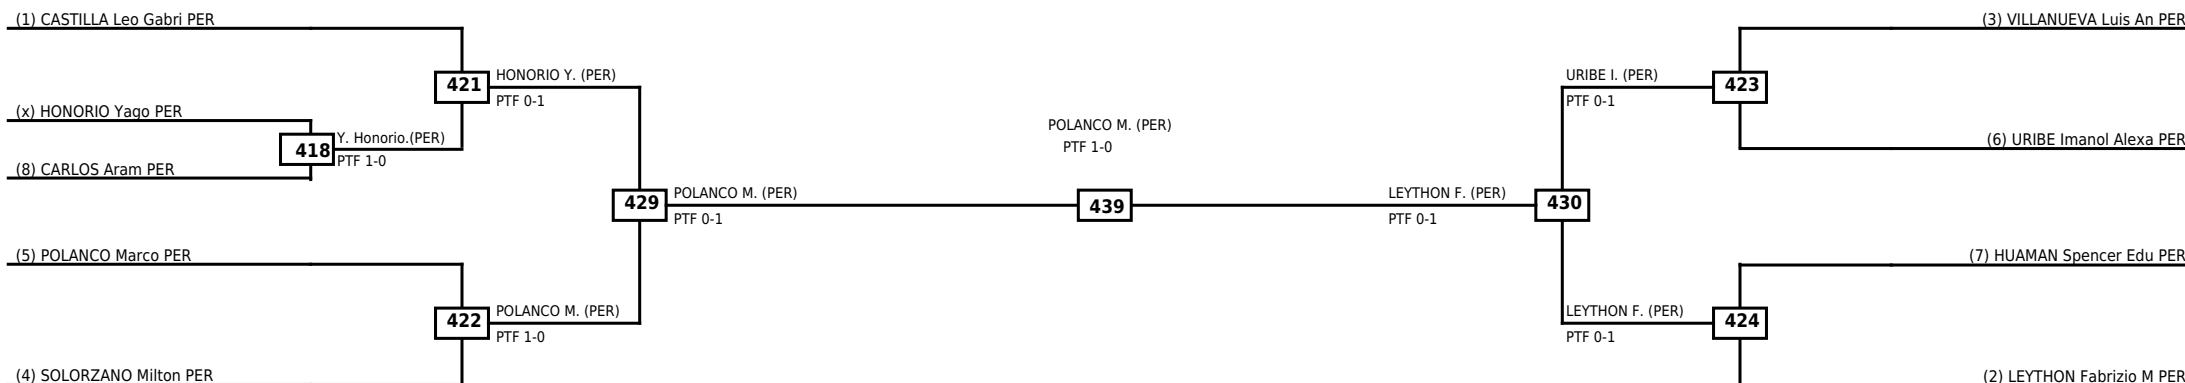 (1) CASTILLA Leo Gabri PER
(3) VILLANUEVA Luis An PER
421
HONORIO Y. (PER)
PTF 0-1
URIBE I. (PER)
PTF 0-1
423
(x) HONORIO Yago PER
418
Y. Honorio.(PER)
PTF 1-0
POLANCO M. (PER)
PTF 1-0
(6) URIBE Imanol Alexa PER
(8) CARLOS Aram PER
429
POLANCO M. (PER)
PTF 0-1
439
LEYTHON F. (PER)
PTF 0-1
430
(5) POLANCO Marco PER
(7) HUAMAN Spencer Edu PER
422
POLANCO M. (PER)
PTF 1-0
LEYTHON F. (PER)
PTF 0-1
424
(4) SOLORZANO Milton PER
(2) LEYTHON Fabrizio M PER